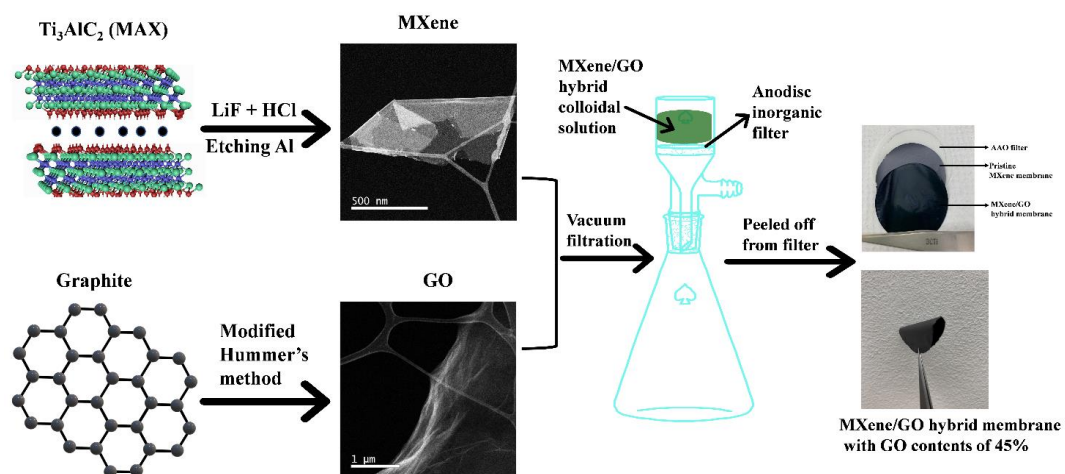 Ti₃AlC₂ (MAX)
LiF + HCl
Etching Al
MXene
500 nm
Graphite
Modified
Hummer's
method
GO
1 μm
Vacuum
filtration
MXene/GO
hybrid
colloidal
solution
Anodisc
inorganic
filter
Peeled off
from filter
AAO filter
Pristine
MXene membrane
MXene/GO
hybrid membrane
MXene/GO hybrid membrane
with GO contents of 45%